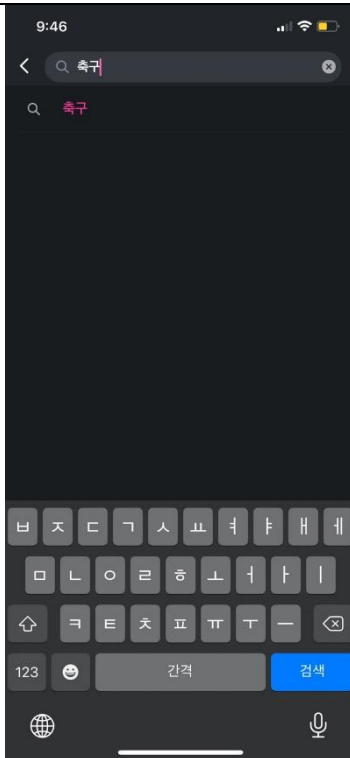 9:46
축구
축구
ㅂ ㅈ ㄷ ㄱ ㅅ ㅛ ㅕ ㅑ ㅐ ㅔ
ㅁ ㄴ ㅇ ㄹ ㅎ ㅗ ㅓ ㅏ ㅣ
ㅋ ㅌ ㅊ ㅍ ㅠ ㅜ ㅡ
123 간격 검색